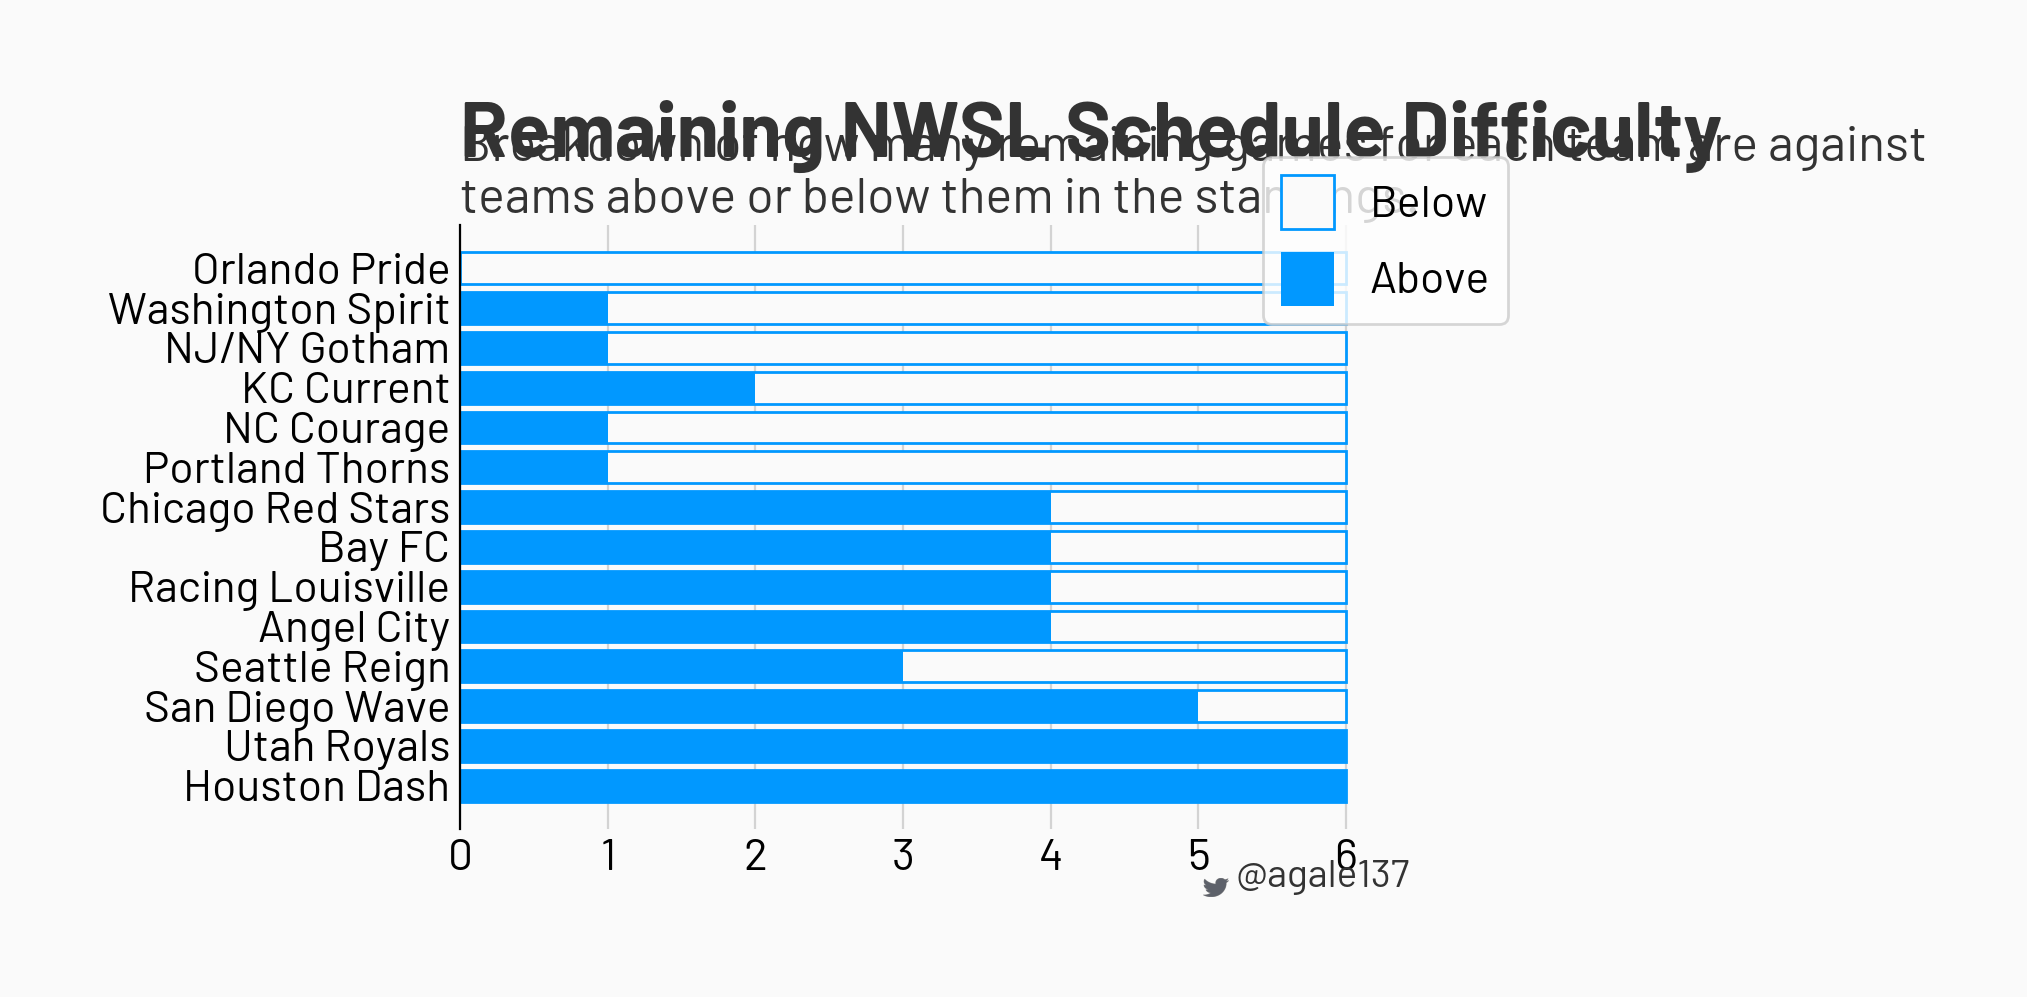 Remaining NWSL Schedule Difficulty
Breakdown of how many remaining games for each team are against
teams above or below them in the standings
Below
Above
Orlando Pride
Washington Spirit
NJ/NY Gotham
KC Current
NC Courage
Portland Thorns
Chicago Red Stars
Bay FC
Racing Louisville
Angel City
Seattle Reign
San Diego Wave
Utah Royals
Houston Dash
0 1 2 3 4 5 6
@agale137